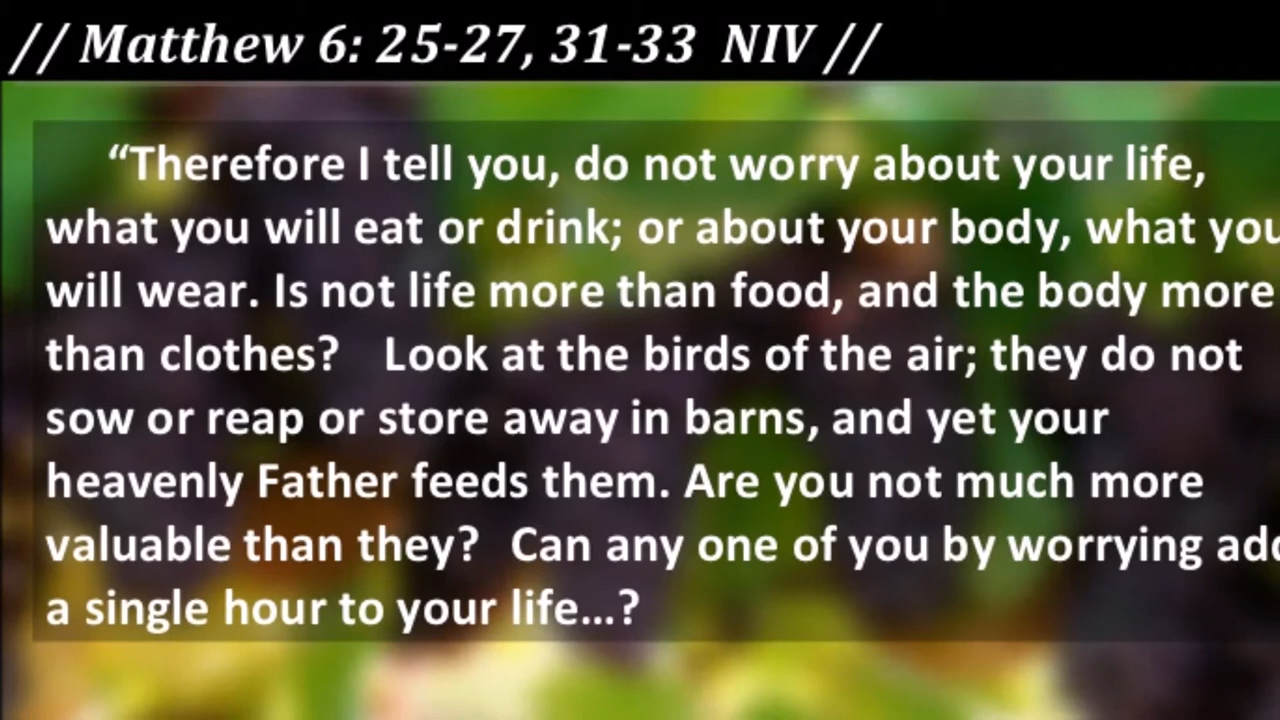 // Matthew 6: 25-27, 31-33 NIV //
“Therefore I tell you, do not worry about your life,
what you will eat or drink; or about your body, what you
will wear. Is not life more than food, and the body more
than clothes? Look at the birds of the air; they do not
sow or reap or store away in barns, and yet your
heavenly Father feeds them. Are you not much more
valuable than they? Can any one of you by worrying add
a single hour to your life…?